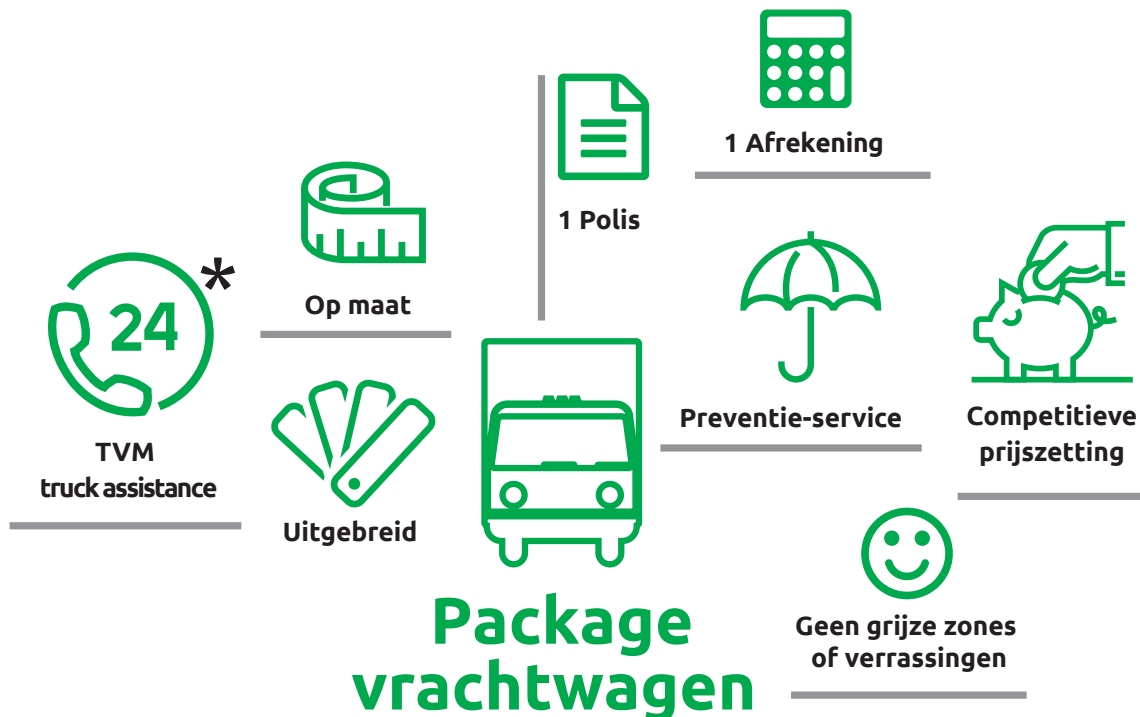 1 Afrekening
1 Polis
Op maat
24*
TVM
truck assistance
Uitgebreid
Preventie-service
Competitieve
prijszetting
Geen grijze zones
of verrassingen
Package
vrachtwagen